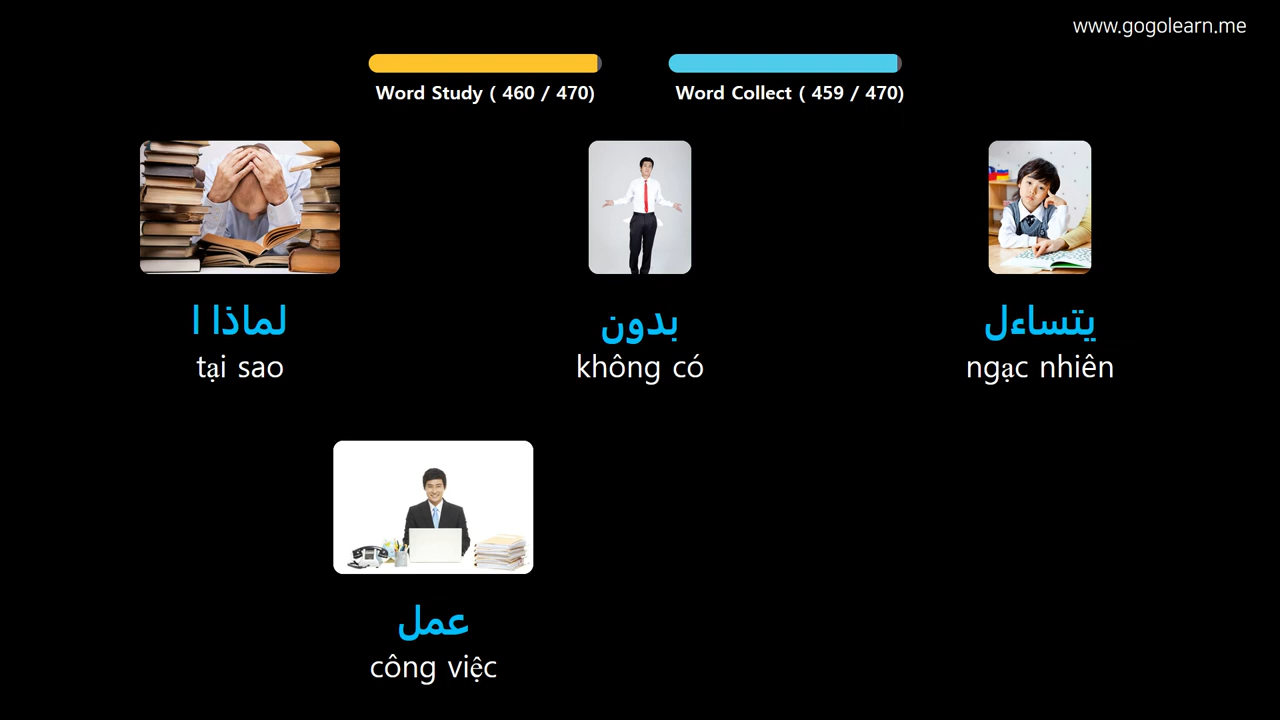 www.gogolearn.me
Word Study ( 460 / 470)
Word Collect ( 459 / 470)
لماذا ا
tại sao
بدون
không có
يتساءل
ngạc nhiên
عمل
công việc